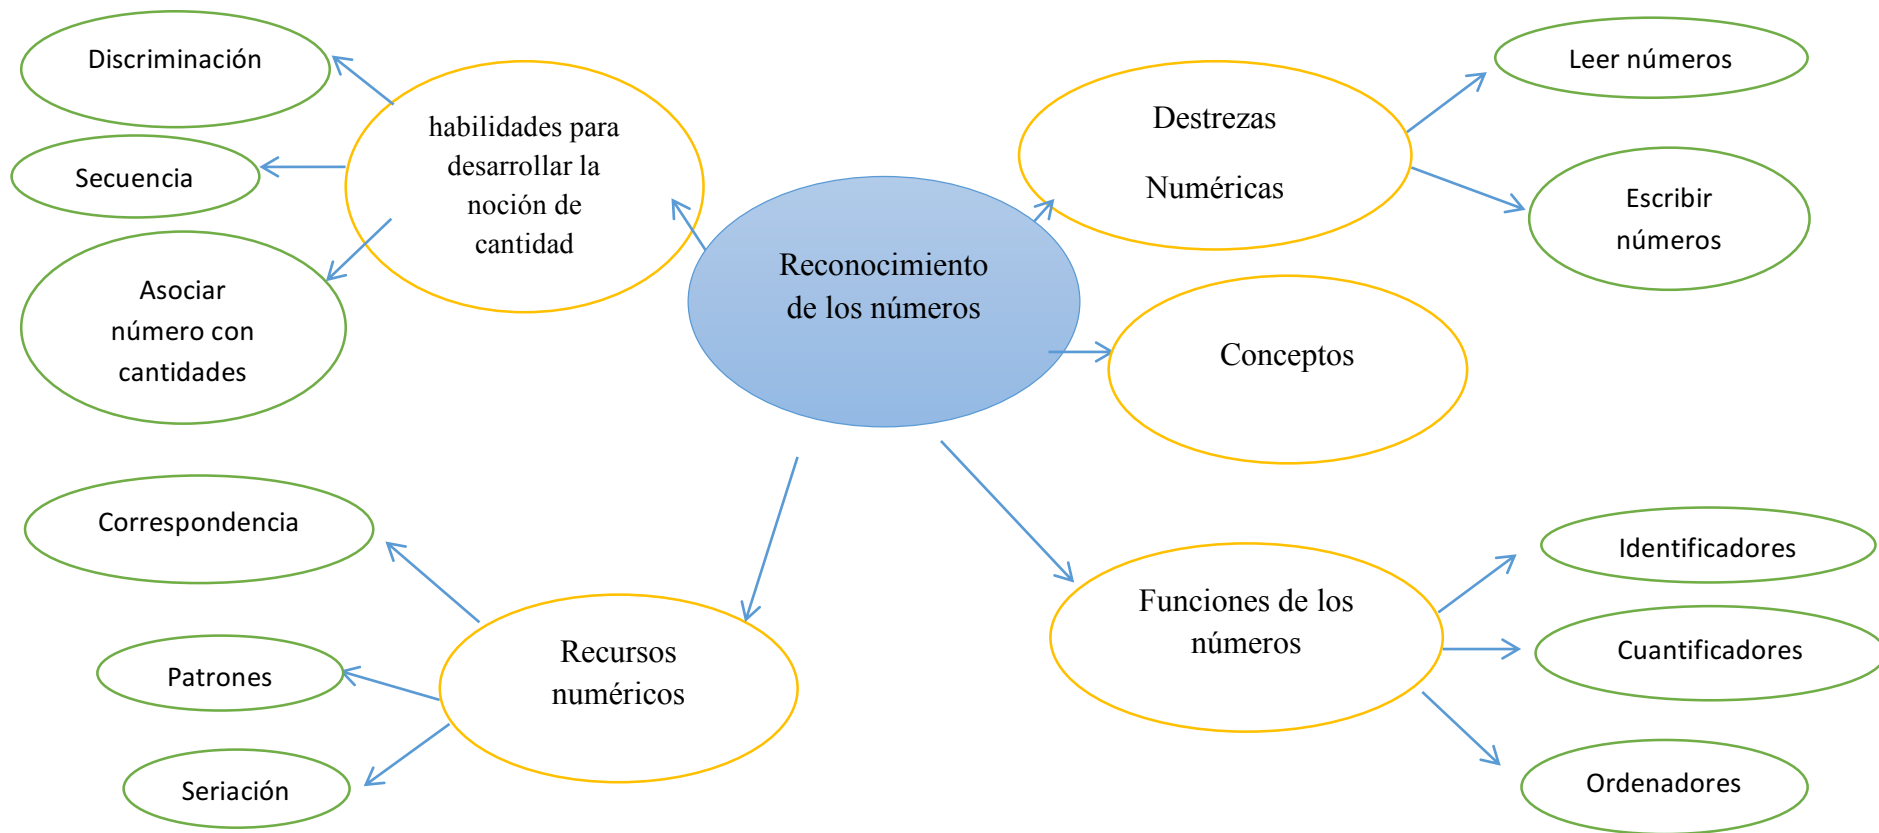 Discriminación
Secuencia
Asociar
número con
cantidades
habilidades para
desarrollar la
noción de
cantidad
Reconocimiento
de los números
Destrezas
Numéricas
Leer números
Escribir
números
Conceptos
Correspondencia
Patrones
Seriación
Recursos
numéricos
Funciones de los
números
Identificadores
Cuantificadores
Ordenadores